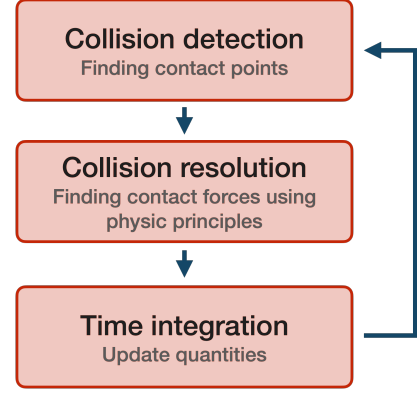 Collision detection
Finding contact points
Collision resolution
Finding contact forces using
physic principles
Time integration
Update quantities